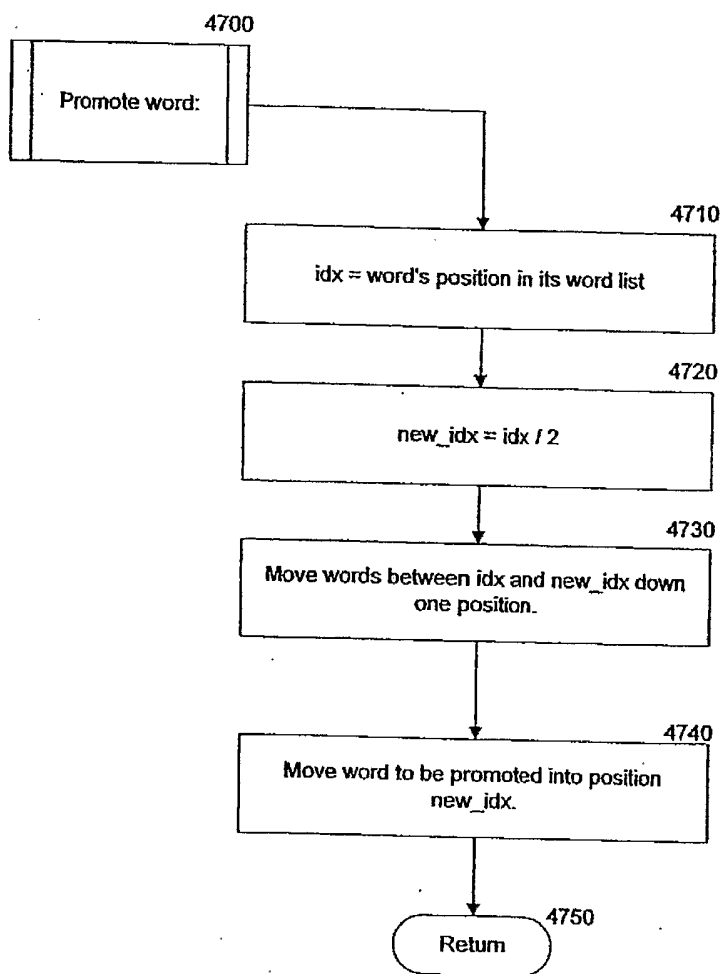 4700
Promote word:
4710
idx = word's position in its word list
4720
new_idx = idx / 2
4730
Move words between idx and new_idx down
one position.
4740
Move word to be promoted into position
new_idx.
4750
Return